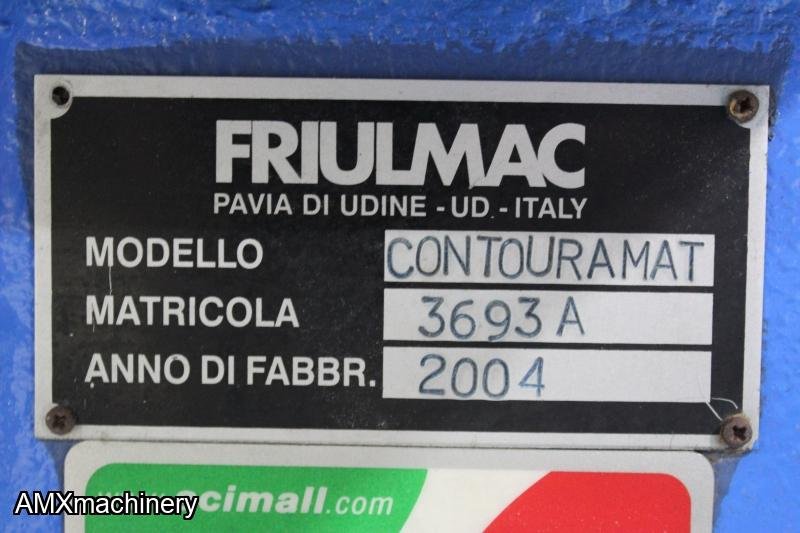 FRIULMAC
PAVIA DI UDINE - UD. - ITALY
MODELLO CONTOURAMAT
MATRICOLA 3693 A
ANNO DI FABBR. 2004
cimall.com
AMXmachinery